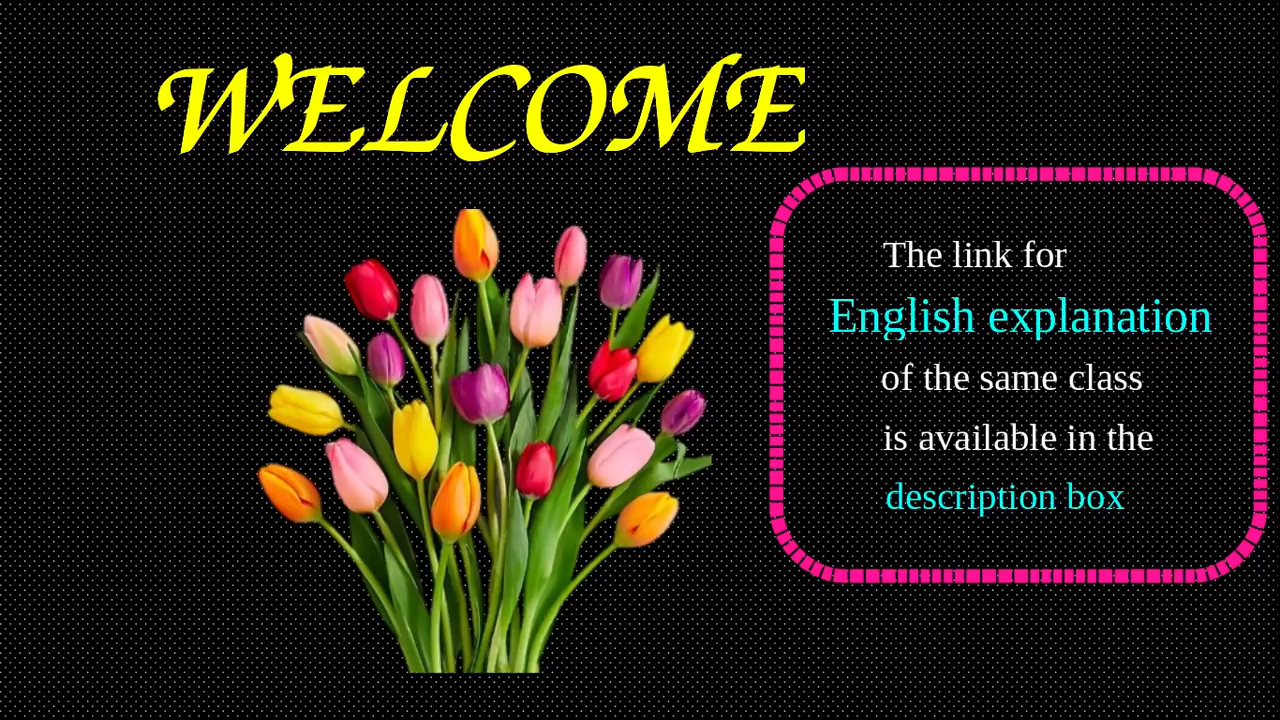 WELCOME
The link for
English explanation
of the same class
is available in the
description box